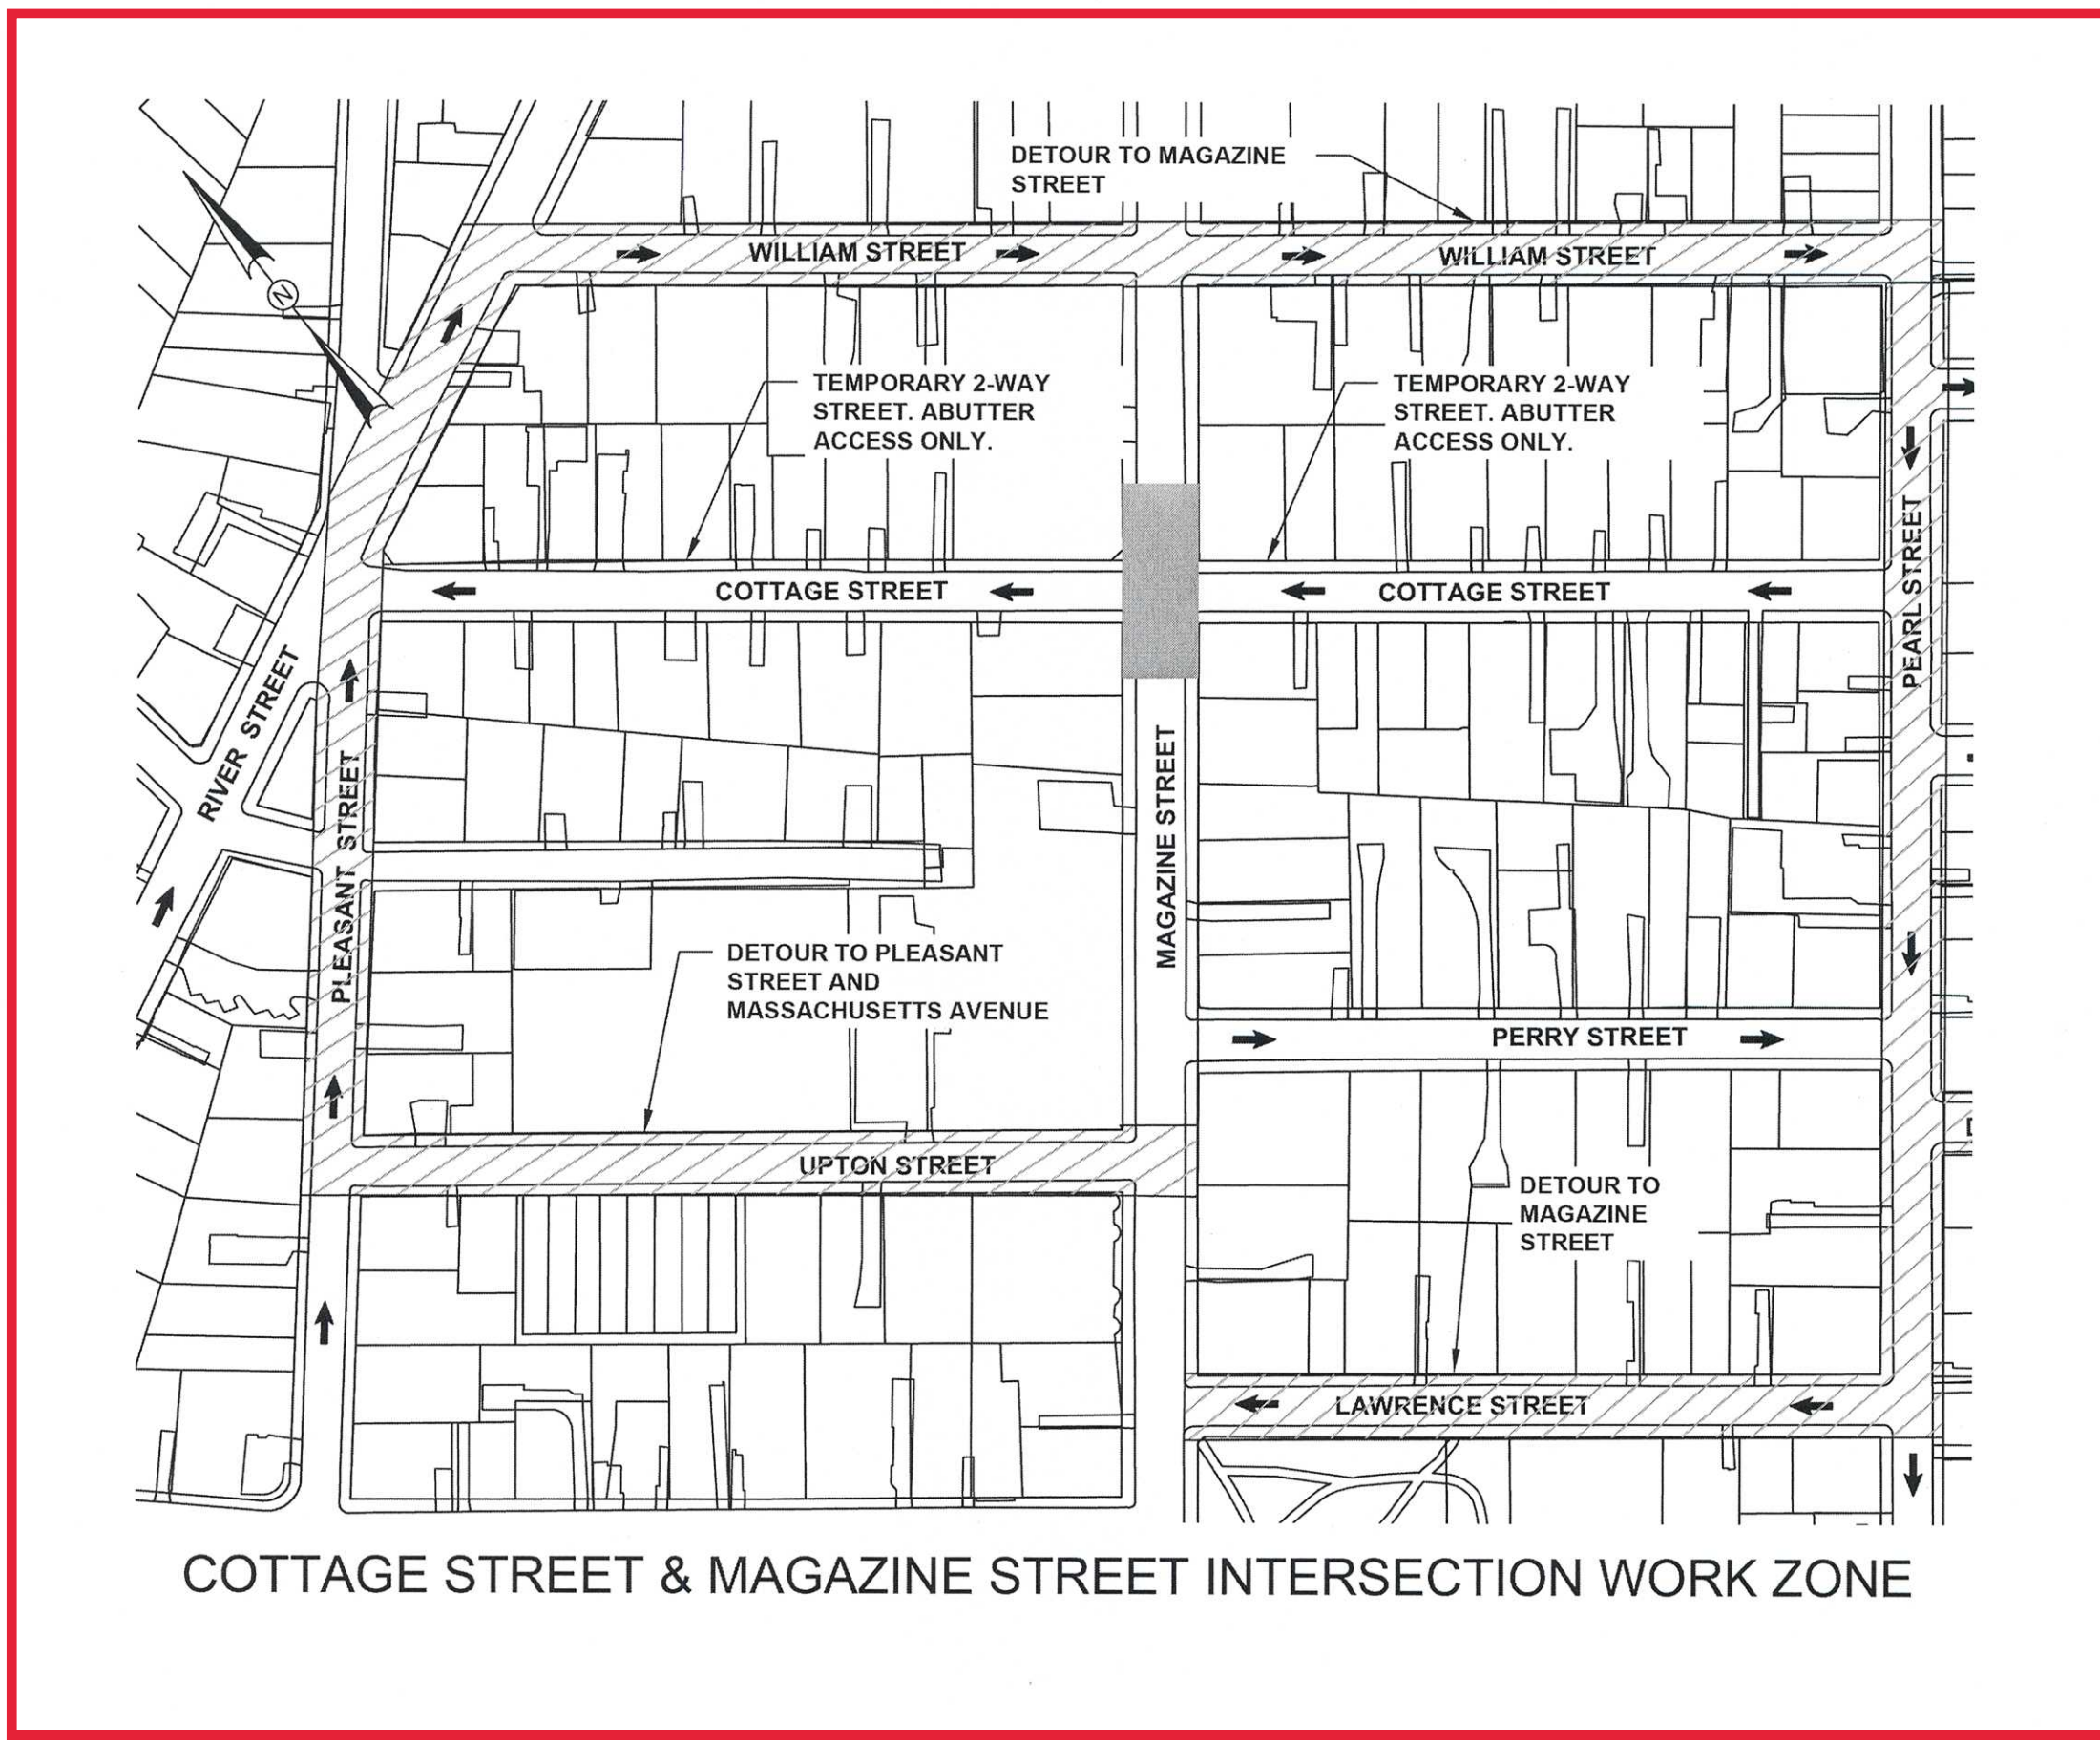 DETOUR TO MAGAZINE
STREET
WILLIAM STREET
WILLIAM STREET
N
TEMPORARY 2-WAY
STREET. ABUTTER
ACCESS ONLY.
TEMPORARY 2-WAY
STREET. ABUTTER
ACCESS ONLY.
COTTAGE STREET
COTTAGE STREET
PEARL STREET
RIVER STREET
PLEASANT STREET
MAGAZINE STREET
DETOUR TO PLEASANT
STREET AND
MASSACHUSETTS AVENUE
PERRY STREET
UPTON STREET
DETOUR TO
MAGAZINE
STREET
LAWRENCE STREET
COTTAGE STREET & MAGAZINE STREET INTERSECTION WORK ZONE